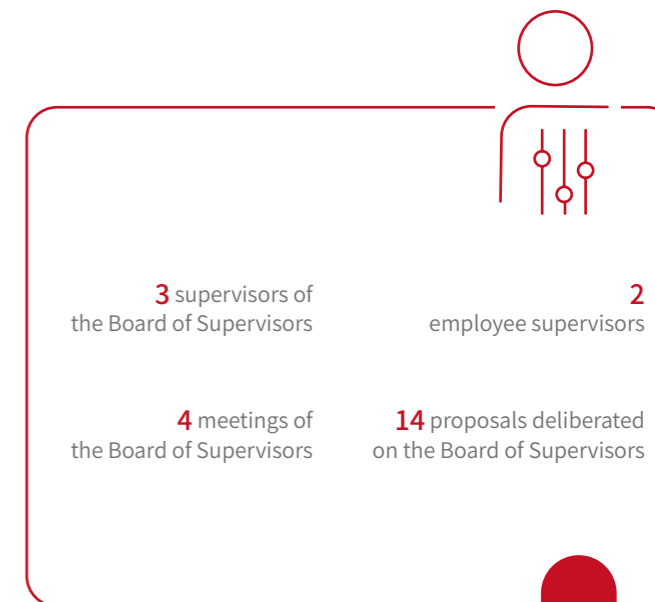 3 supervisors of
the Board of Supervisors
2
employee supervisors
4 meetings of
the Board of Supervisors
14 proposals deliberated
on the Board of Supervisors